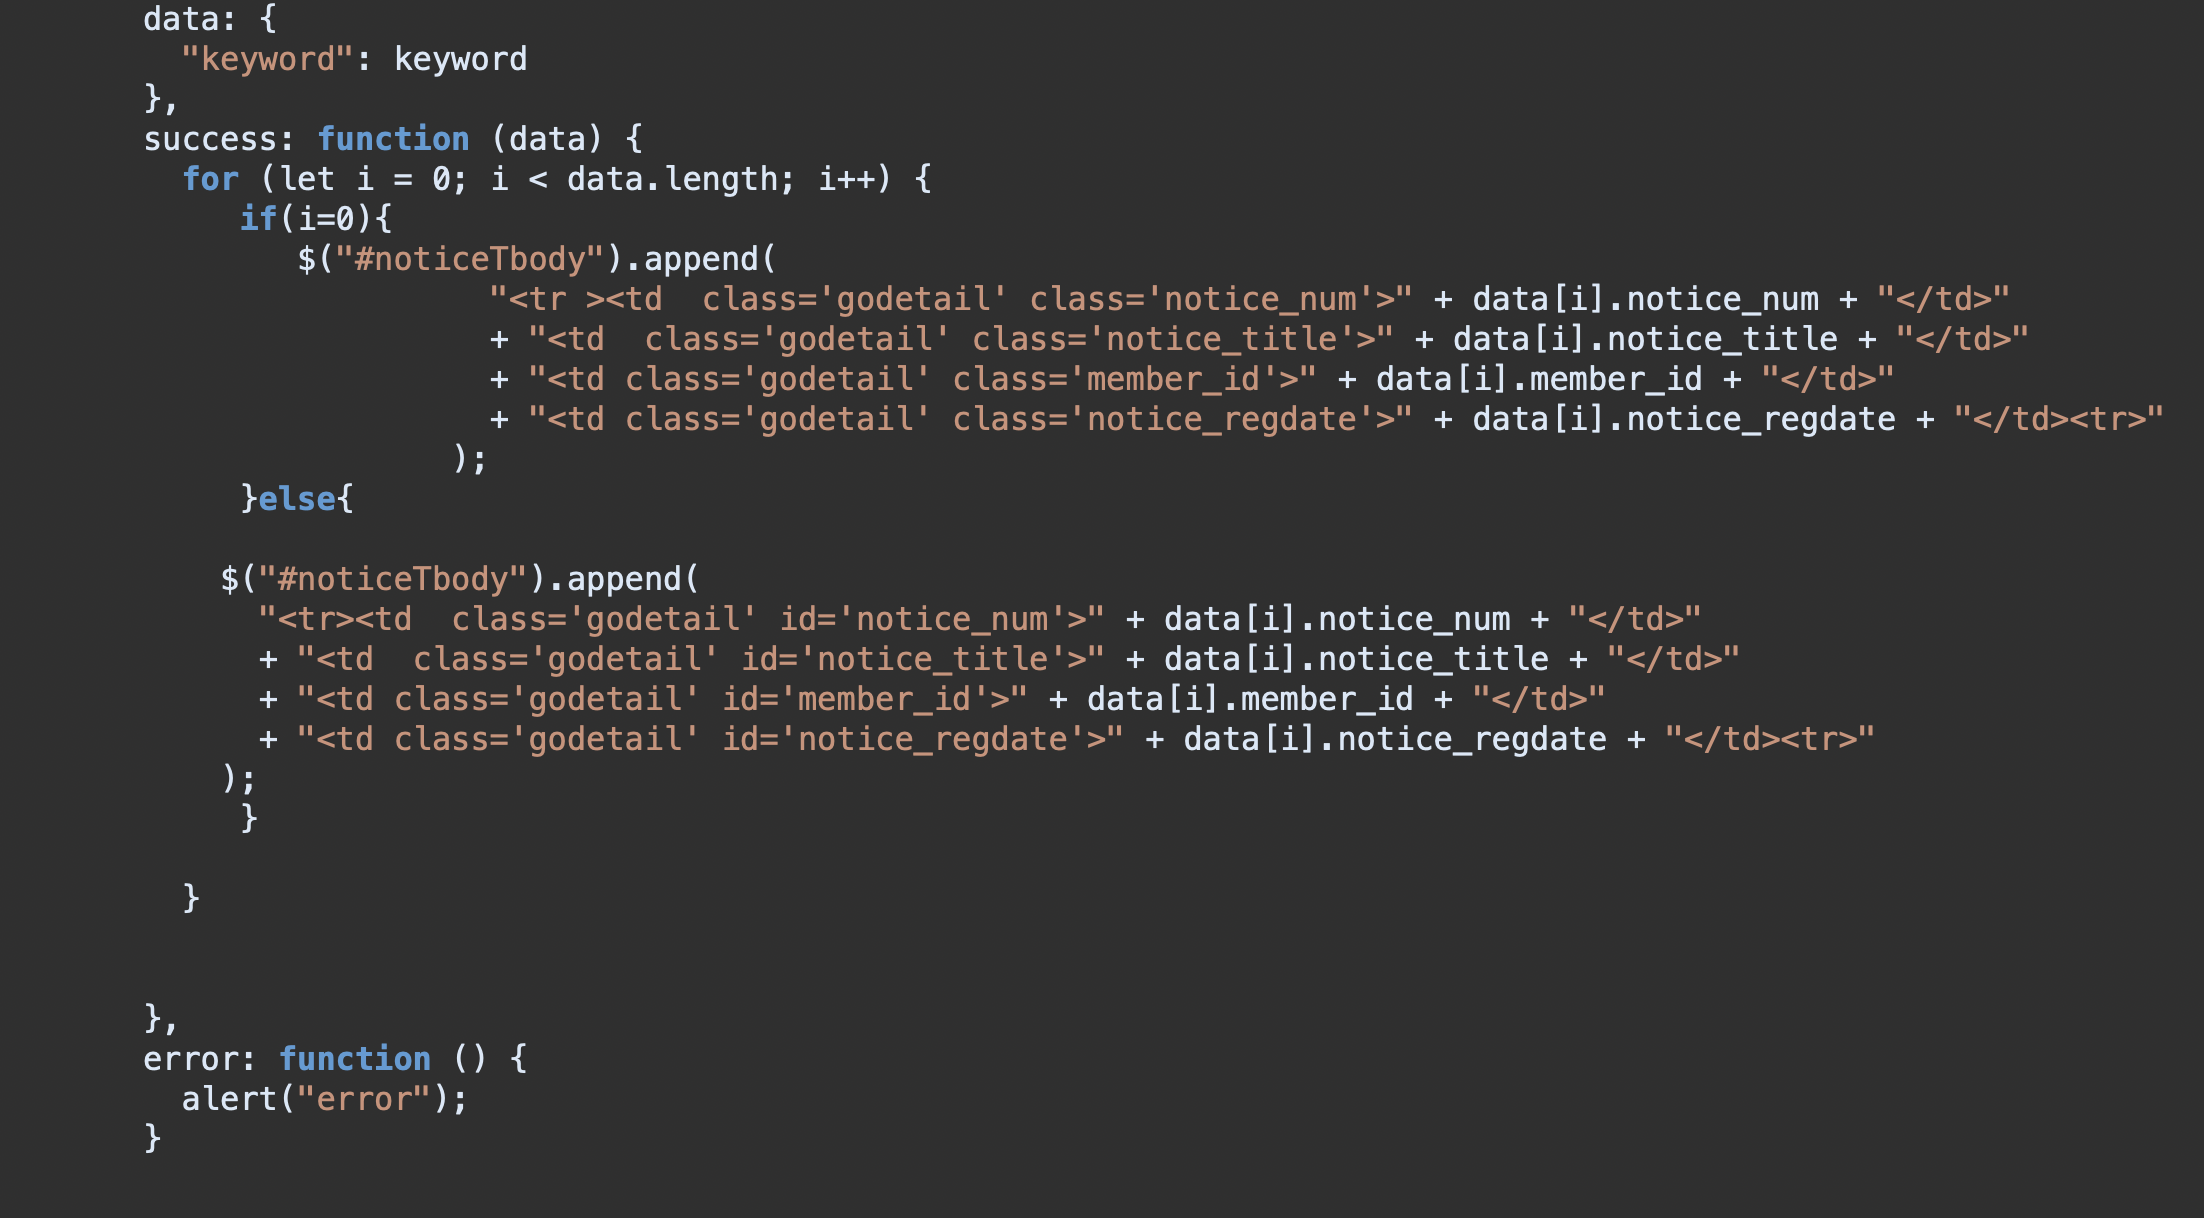 data: {
"keyword": keyword
},
success: function (data) {
for (let i = 0; i < data.length; i++) {
if(i=0){
$("#noticeTbody").append(
"<tr ><td  class='godetail' class='notice_num'>" + data[i].notice_num + "</td>"
+ "<td  class='godetail' class='notice_title'>" + data[i].notice_title + "</td>"
+ "<td class='godetail' class='member_id'>" + data[i].member_id + "</td>"
+ "<td class='godetail' class='notice_regdate'>" + data[i].notice_regdate + "</td><tr>"
);
}else{
$("#noticeTbody").append(
"<tr><td  class='godetail' id='notice_num'>" + data[i].notice_num + "</td>"
+ "<td  class='godetail' id='notice_title'>" + data[i].notice_title + "</td>"
+ "<td class='godetail' id='member_id'>" + data[i].member_id + "</td>"
+ "<td class='godetail' id='notice_regdate'>" + data[i].notice_regdate + "</td><tr>"
);
}
}
},
error: function () {
alert("error");
}